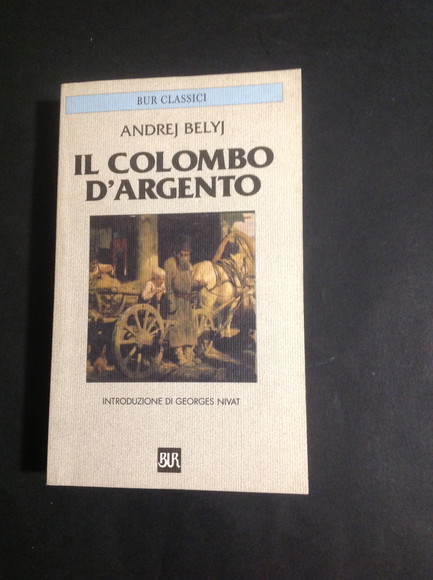 BUR CLASSICI
ANDREJ BELYJ
IL COLOMBO
D'ARGENTO
INTRODUZIONE DI GEORGES NIVAT
BUR